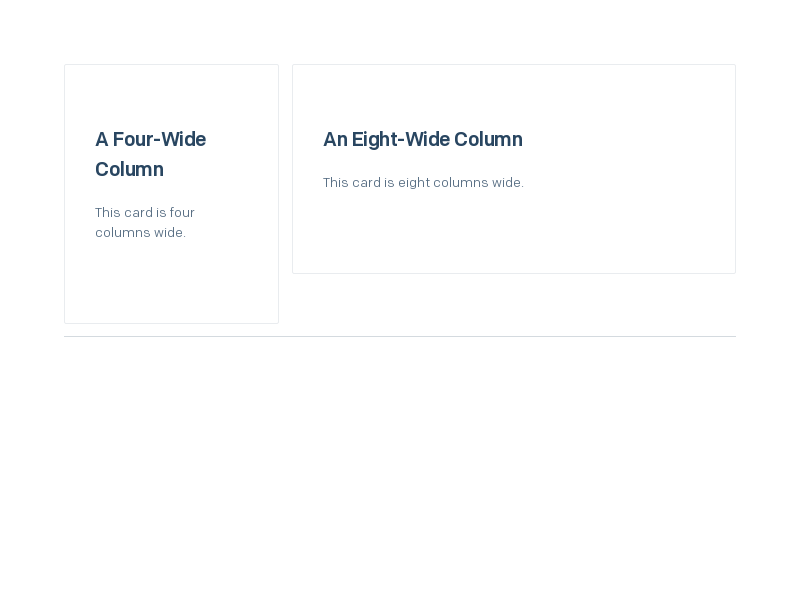 A Four-Wide
Column
This card is four
columns wide.
An Eight-Wide Column
This card is eight columns wide.